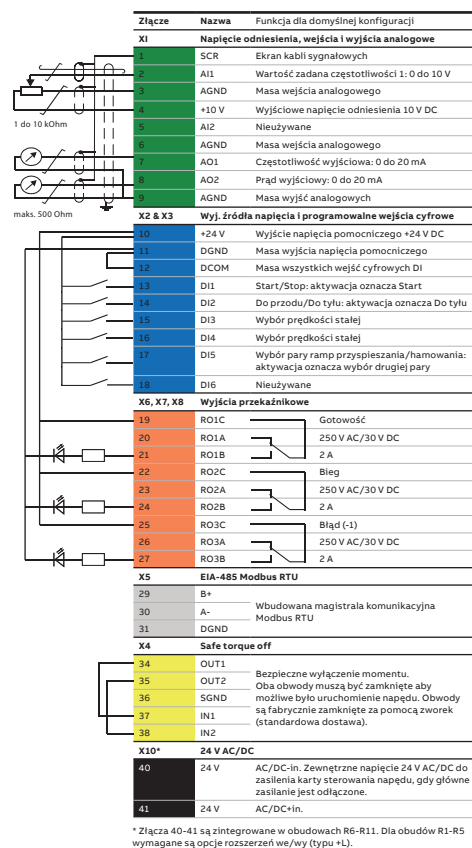 Złącze Nazwa Funkcja dla domyślnej konfiguracji
XI Napięcie odniesienia, wejścia i wyjścia analogowe
1 SCR Ekran kabli sygnałowych
2 AI1 Wartość zadana częstotliwości 1: 0 do 10 V
3 AGND Masa wejścia analogowego
4 +10 V Wyjściowe napięcie odniesienia 10 V DC
1 do 10 kOhm
5 AI2 Nieużywane
6 AGND Masa wejścia analogowego
7 AO1 Częstotliwość wyjściowa: 0 do 20 mA
8 AO2 Prąd wyjściowy: 0 do 20 mA
9 AGND Masa wyjść analogowych
maks. 500 Ohm
X2 & X3 Wyj. źródła napięcia i programowalne wejścia cyfrowe
10 +24 V Wyjście napięcia pomocniczego +24 V DC
11 DGND Masa wyjścia napięcia pomocniczego
12 DCOM Masa wszystkich wejść cyfrowych DI
13 DI1 Start/Stop: aktywacja oznacza Start
14 DI2 Do przodu/Do tyłu: aktywacja oznacza Do tyłu
15 DI3 Wybór prędkości stałej
16 DI4 Wybór prędkości stałej
17 DI5 Wybór pary ramp przyspieszania/hamowania:
aktywacja oznacza wybór drugiej pary
18 DI6 Nieużywane
X6, X7, X8 Wyjścia przekaźnikowe
19 RO1C Gotowość
20 RO1A 250 V AC/30 V DC
21 RO1B 2 A
22 RO2C Bieg
23 RO2A 250 V AC/30 V DC
24 RO2B 2 A
25 RO3C Błąd (-1)
26 RO3A 250 V AC/30 V DC
27 RO3B 2 A
X5 EIA-485 Modbus RTU
29 B+
30 A-
31 DGND
Wbudowana magistrala komunikacyjna
Modbus RTU
X4 Safe torque off
34 OUT1
35 OUT2
36 SGND
37 IN1
38 IN2
Bezpieczne wyłączenie momentu.
Oba obwody muszą być zamknięte aby
możliwe było uruchomienie napędu. Obwody
są fabrycznie zamknięte za pomocą zworek
(standardowa dostawa).
X10* 24 V AC/DC
40 24 V AC/DC-in. Zewnętrzne napięcie 24 V AC/DC do
zasilenia karty sterowania napędu, gdy główne
zasilanie jest odłączone.
41 24 V AC/DC+in.
* Złącza 40-41 są zintegrowane w obudowach R6-R11. Dla obudów R1-R5
wymagane są opcje rozszerzeń we/wy (typu +L).